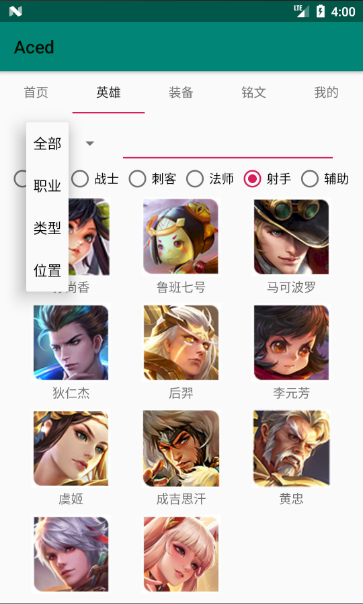 LTE 4:00
Aced
首页 英雄 装备 铭文 我的
全部
职业
类型
位置
战士 刺客 法师 射手 辅助
尚香 鲁班七号 马可波罗
狄仁杰 后羿 李元芳
虞姬 成吉思汗 黄忠